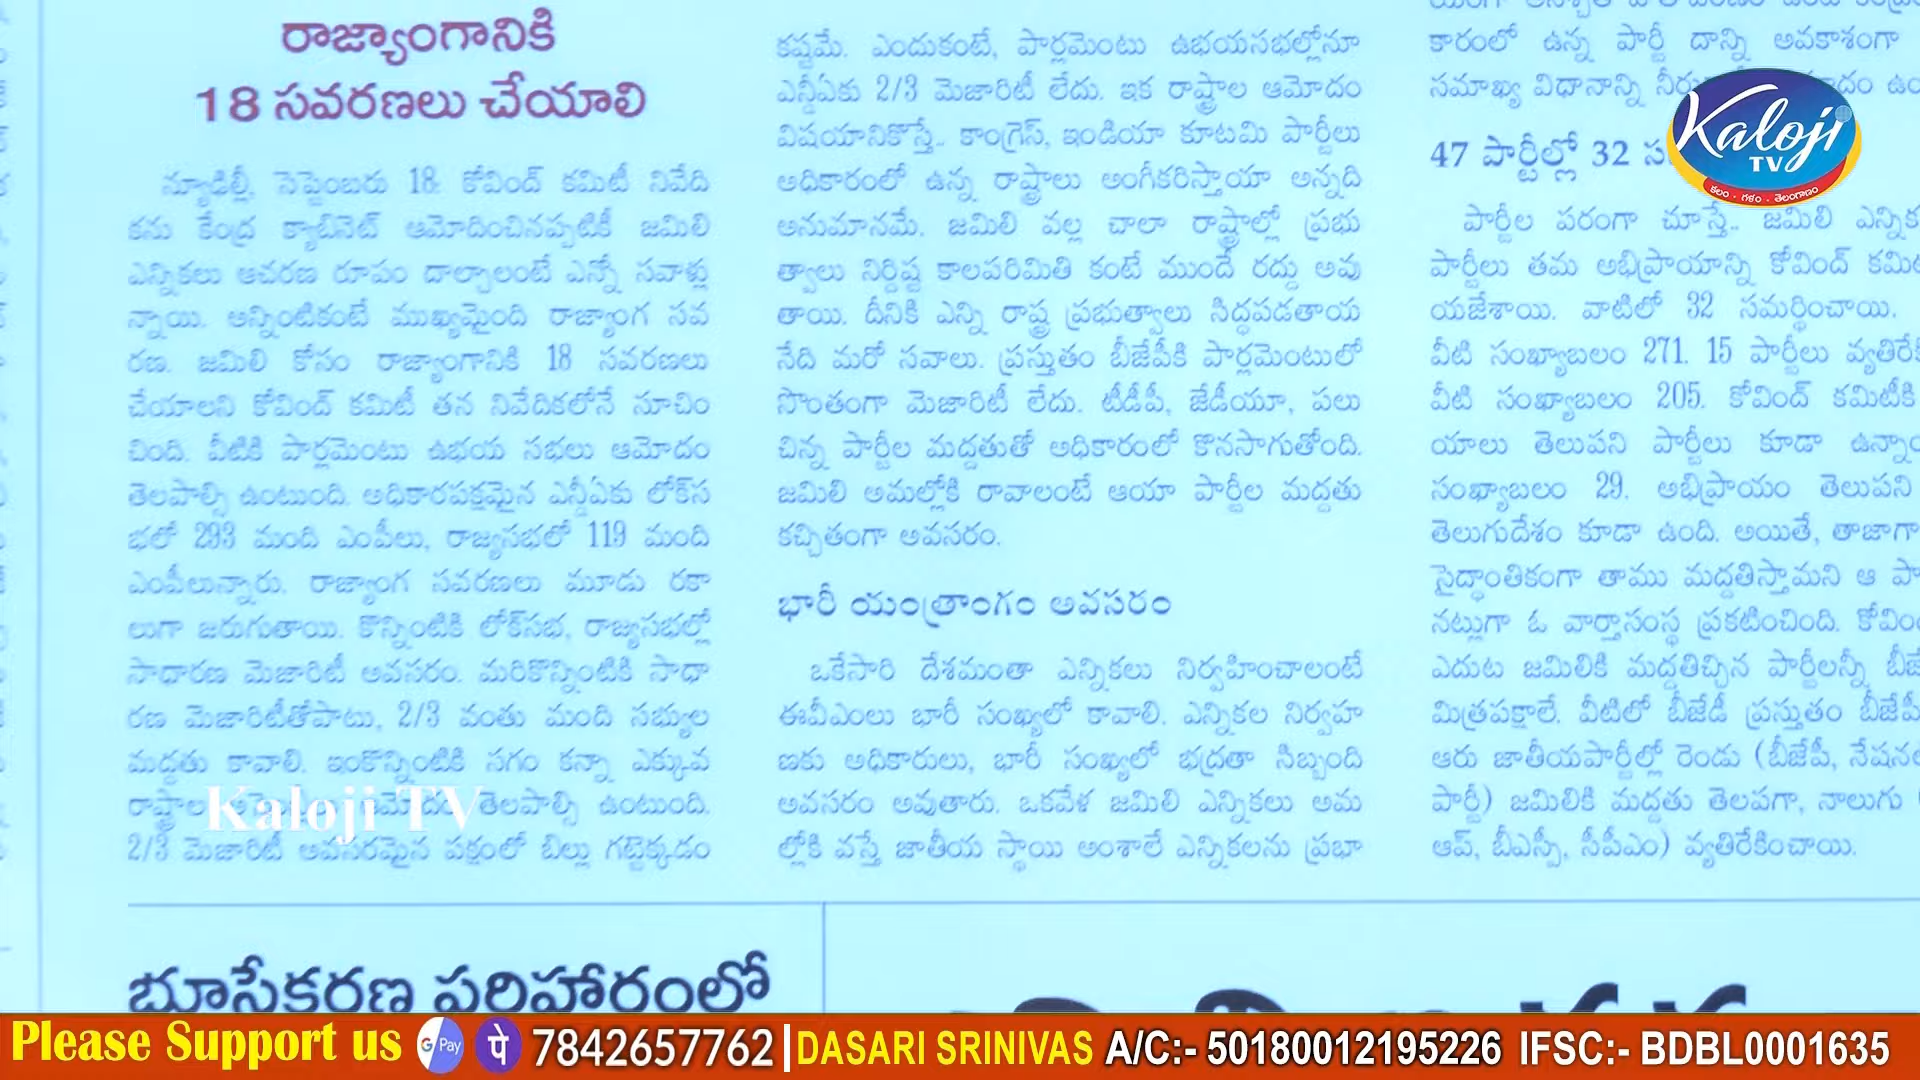 రాజ్యాంగానికి
18 సవరణలు చేయాలి
న్యూఢిల్లీ, సెప్టెంబరు 18: కోవింద్ కమిటీ నివేది
కను కేంద్ర క్యాబినెట్ ఆమోదించినప్పటికీ జమిలి
ఎన్నికలు ఆచరణ రూపం దాల్చాలంటే ఎన్నో సవాళ్లు
న్నాయి. అన్నింటికంటే ముఖ్యమైంది రాజ్యాంగ సవ
రణ. జమిలి కోసం రాజ్యాంగానికి 18 సవరణలు
చేయాలని కోవింద్ కమిటీ తన నివేదికలోనే సూచిం
చింది. వీటికి పార్లమెంటు ఉభయ సభలు ఆమోదం
తెలపాల్సి ఉంటుంది. అధికారపక్షమైన ఎన్డీఏకు లోక్‌స
భలో 293 మంది ఎంపీలు, రాజ్యసభలో 119 మంది
ఎంపీలున్నారు. రాజ్యాంగ సవరణలు మూడు రకా
లుగా జరుగుతాయి. కొన్నింటికి లోక్‌సభ, రాజ్యసభల్లో
సాధారణ మెజారిటీ అవసరం. మరికొన్నింటికి సాధా
రణ మెజారిటీతోపాటు, 2/3 వంతు మంది సభ్యుల
మద్దతు కావాలి. ఇంకొన్నింటికి సగం కన్నా ఎక్కువ
రాష్ట్రాల తెలపాల్సి ఉంటుంది.
2/3 మెజారిటీ అవసరమైన పక్షంలో బిల్లు గట్టెక్కడం
కష్టమే. ఎందుకంటే, పార్లమెంటు ఉభయసభల్లోనూ
ఎన్డీఏకు 2/3 మెజారిటీ లేదు. ఇక రాష్ట్రాల ఆమోదం
విషయానికొస్తే.. కాంగ్రెస్, ఇండియా కూటమి పార్టీలు
అధికారంలో ఉన్న రాష్ట్రాలు అంగీకరిస్తాయా అన్నది
అనుమానమే. జమిలి వల్ల చాలా రాష్ట్రాల్లో ప్రభు
త్వాలు నిర్దిష్ట కాలపరిమితి కంటే ముందే రద్దు అవు
తాయి. దీనికి ఎన్ని రాష్ట్ర ప్రభుత్వాలు సిద్ధపడతాయ
నేది మరో సవాలు. ప్రస్తుతం బీజేపీకి పార్లమెంటులో
సొంతంగా మెజారిటీ లేదు. టీడీపీ, జేడీయూ, పలు
చిన్న పార్టీల మద్దతుతో అధికారంలో కొనసాగుతోంది.
జమిలి అమల్లోకి రావాలంటే ఆయా పార్టీల మద్దతు
కచ్చితంగా అవసరం.
భారీ యంత్రాంగం అవసరం
ఒకేసారి దేశమంతా ఎన్నికలు నిర్వహించాలంటే
ఈవీఎంలు భారీ సంఖ్యలో కావాలి. ఎన్నికల నిర్వహ
ణకు అధికారులు, భారీ సంఖ్యలో భద్రతా సిబ్బంది
అవసరం అవుతారు. ఒకవేళ జమిలి ఎన్నికలు అమ
ల్లోకి వస్తే జాతీయ స్థాయి అంశాలే ఎన్నికలను ప్రభా
కారంలో ఉన్న పార్టీ దాన్ని అవకాశంగా
సమాఖ్య విధానాన్ని
47 పార్టీల్లో 32
పార్టీల పరంగా చూస్తే.. జమిలి
పార్టీలు తమ అభిప్రాయాన్ని కోవింద్
యజేశాయి. వాటిలో 32 సమర్థించాయి.
వీటి సంఖ్యాబలం 271. 15 పార్టీలు
వీటి సంఖ్యాబలం 205. కోవింద్ కమిటీకి
యాలు తెలుపని పార్టీలు కూడా
సంఖ్యాబలం 29. అభిప్రాయం తెలుపని
తెలుగుదేశం కూడా ఉంది. అయితే, తాజాగా
సైద్ధాంతికంగా తాము మద్దతిస్తామని ఆ
నట్లుగా ఓ వార్తాసంస్థ ప్రకటించింది.
ఎదుట జమిలికి మద్దతిచ్చిన పార్టీలన్నీ
మిత్రపక్షాలే. వీటిలో బీజేడీ ప్రస్తుతం
ఆరు జాతీయపార్టీల్లో రెండు (బీజేపీ,
పార్టీ) జమిలికి మద్దతు తెలపగా, నాలుగు
ఆప్, బీఎస్పీ, సీపీఎం) వ్యతిరేకించాయి.
Kaloji
TV
కలం - గళం - తెలంగాణం
Kaloji TV
భూసేకరణ పరిహారంలో
Please Support us G Pay పే 7842657762 | DASARI SRINIVAS A/C:- 50180012195226 IFSC:- BDBL0001635